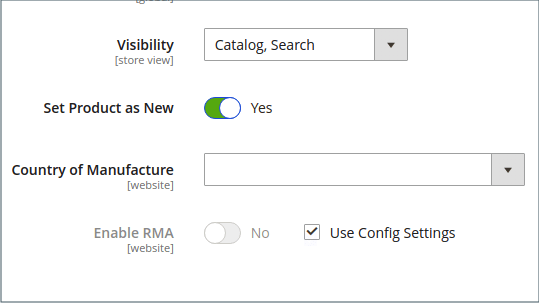 [global]
Visibility Catalog, Search
[store view]
Set Product as New Yes
Country of Manufacture
[website]
Enable RMA No Use Config Settings
[website]